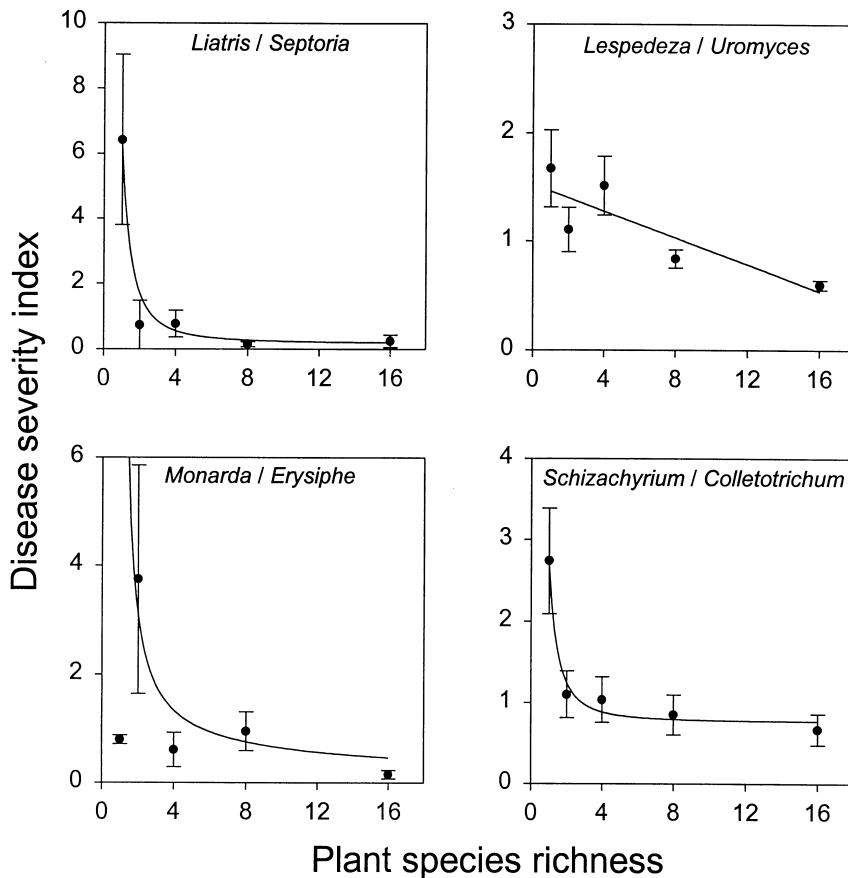 Disease severity index
Liatris / Septoria
10
8
6
4
2
0
0 4 8 12 16
Lespedeza / Uromyces
3
2
1
0
0 4 8 12 16
Monarda / Erysiphe
6
4
2
0
0 4 8 12 16
Schizachyrium / Colletotrichum
4
3
2
1
0
0 4 8 12 16
Plant species richness